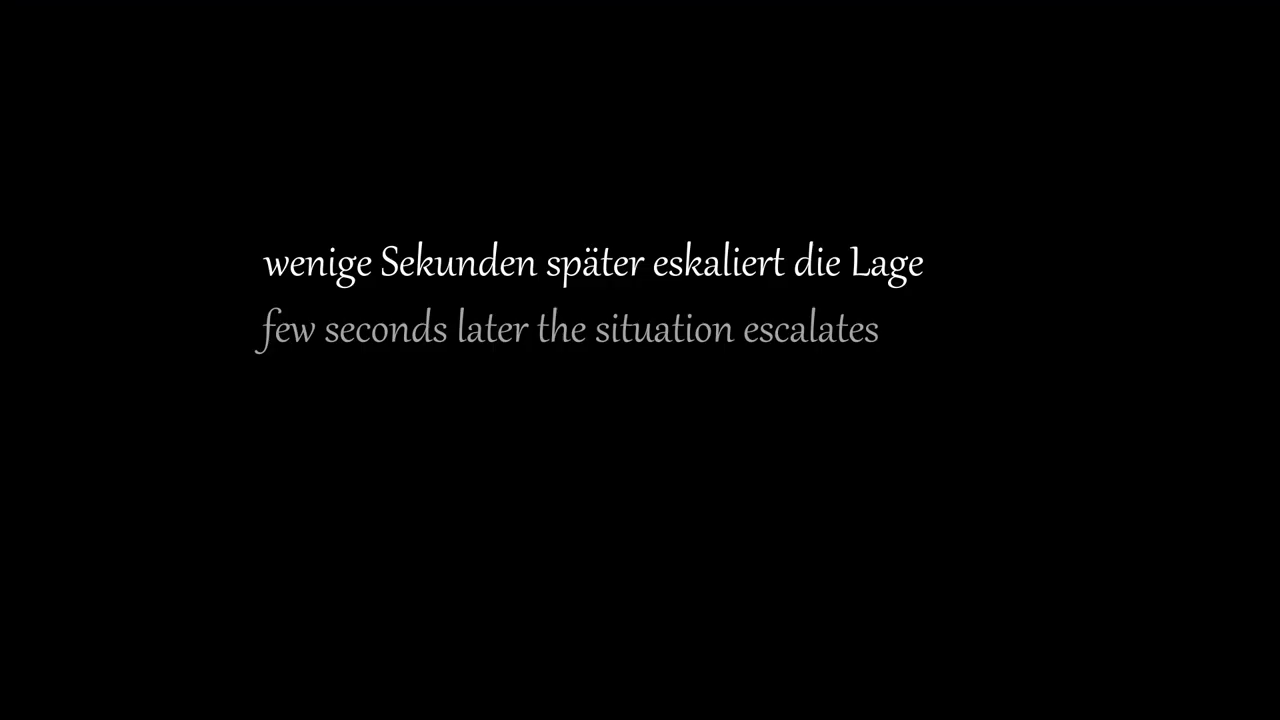 wenige Sekunden später eskaliert die Lage
few seconds later the situation escalates